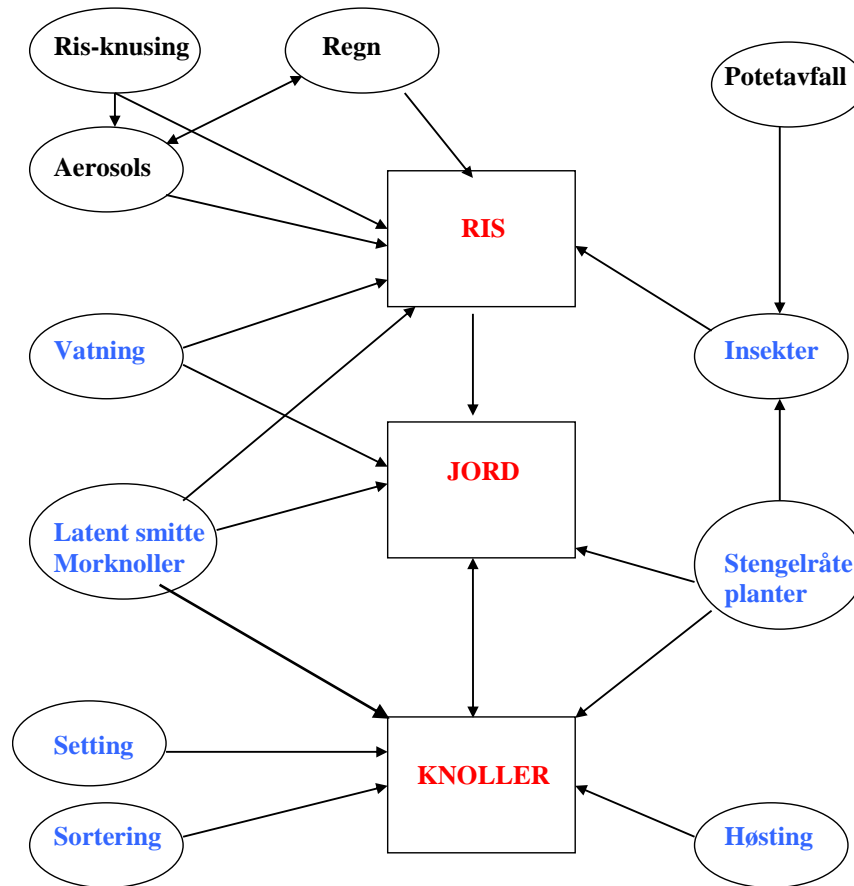 Ris-knusing
Regn
Potetavfall
Aerosols
RIS
Vatning
Insekter
JORD
Latent smitte
Morknoller
Stengelråte
planter
Setting
KNOLLER
Sortering
Høsting